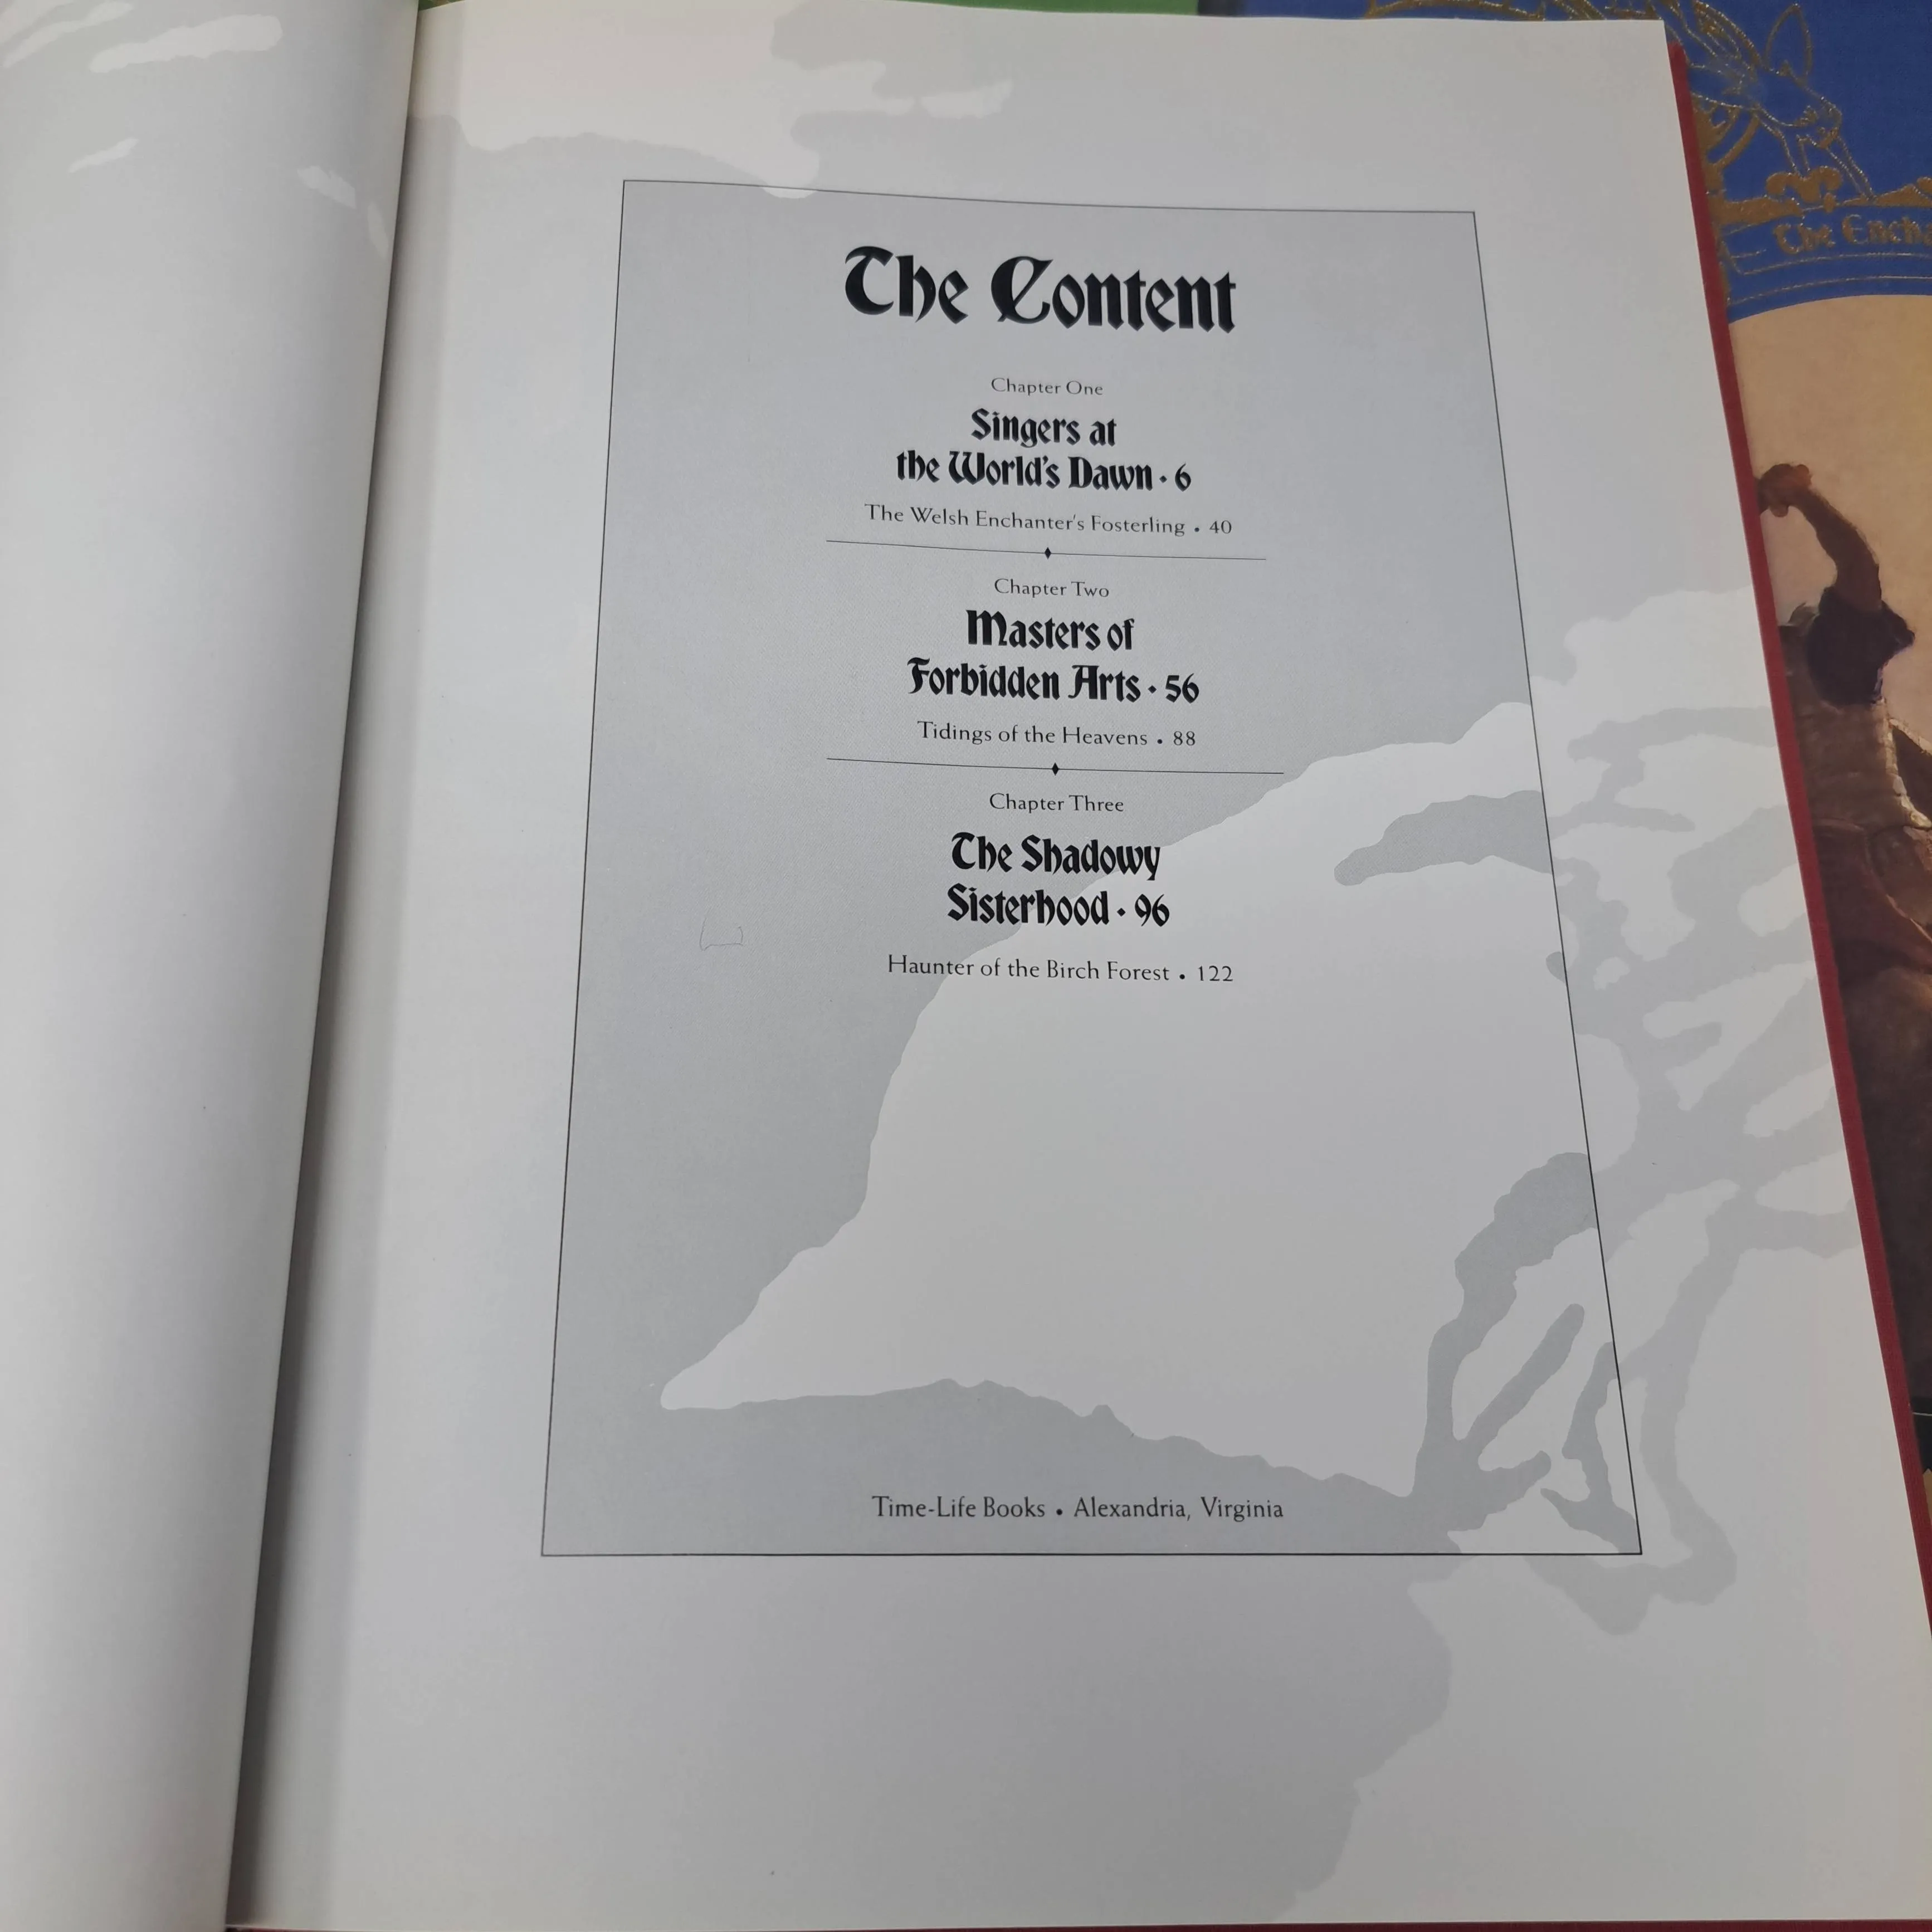 The Content
Chapter One
Singers at
the World's Dawn • 6
The Welsh Enchanter's Fosterling • 40
Chapter Two
Masters of
Forbidden Arts • 56
Tidings of the Heavens • 88
Chapter Three
The Shadowy
Sisterhood • 96
Haunter of the Birch Forest • 122
Time-Life Books • Alexandria, Virginia
The